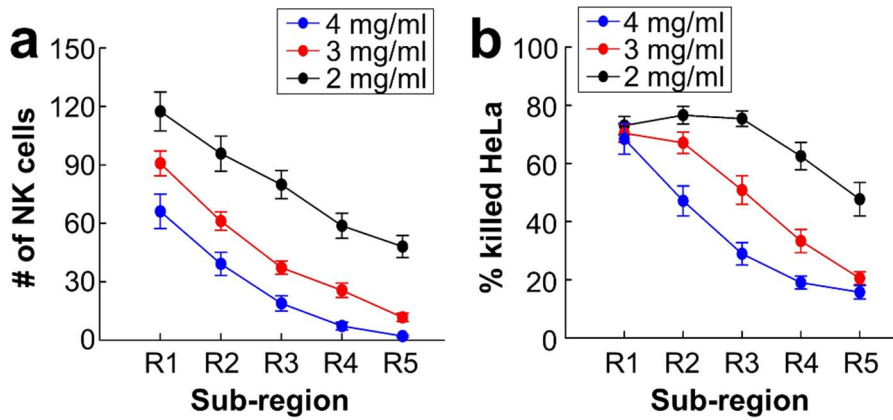 a
4 mg/ml
3 mg/ml
2 mg/ml
# of NK cells
150
120
90
60
30
0
R1 R2 R3 R4 R5
Sub-region
b
4 mg/ml
3 mg/ml
2 mg/ml
% killed HeLa
100
80
60
40
20
0
R1 R2 R3 R4 R5
Sub-region